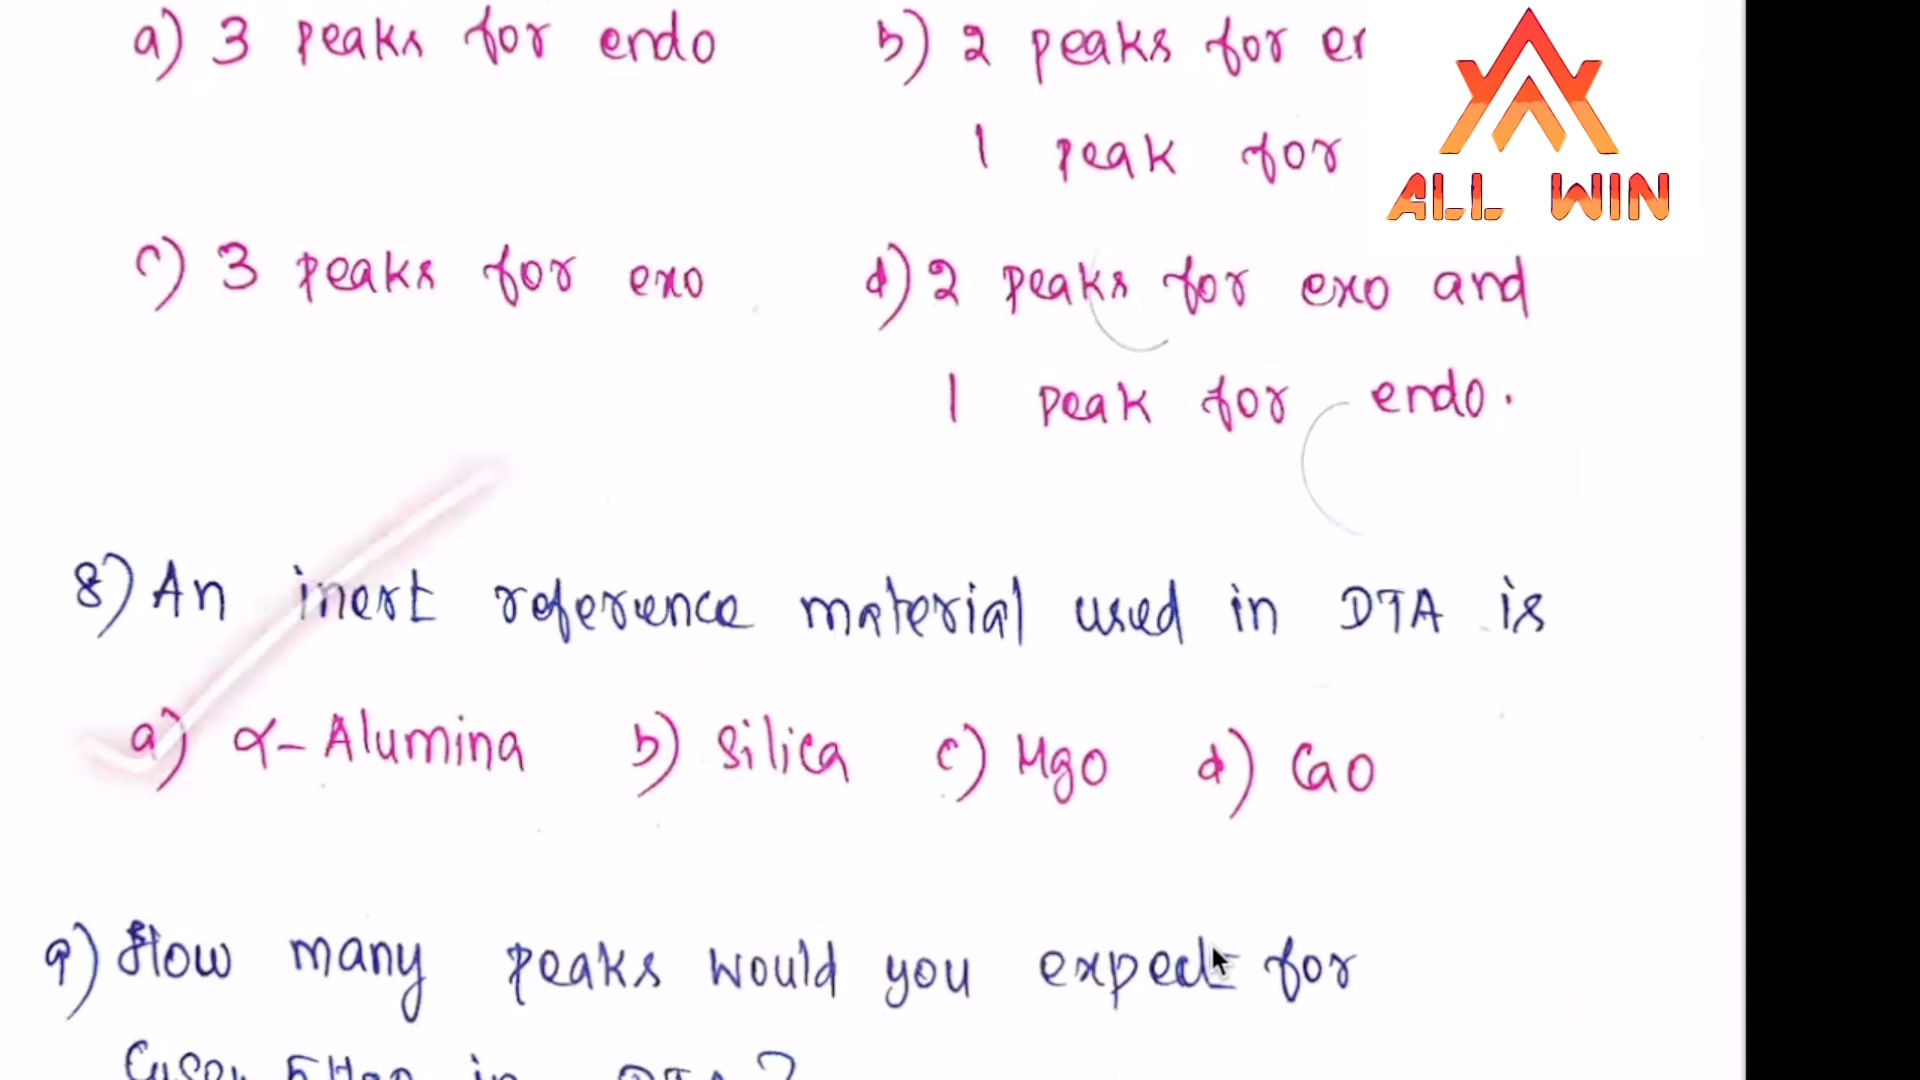 a) 3 peaks for endo b) 2 peaks for
1 peak for
ALL WIN
c) 3 peaks for exo d) 2 peaks for exo and
1 peak for endo.
8) An inert reference material used in DTA is
a) α-Alumina b) Silica c) MgO d) CaO
9) How many peaks would you expect for
in